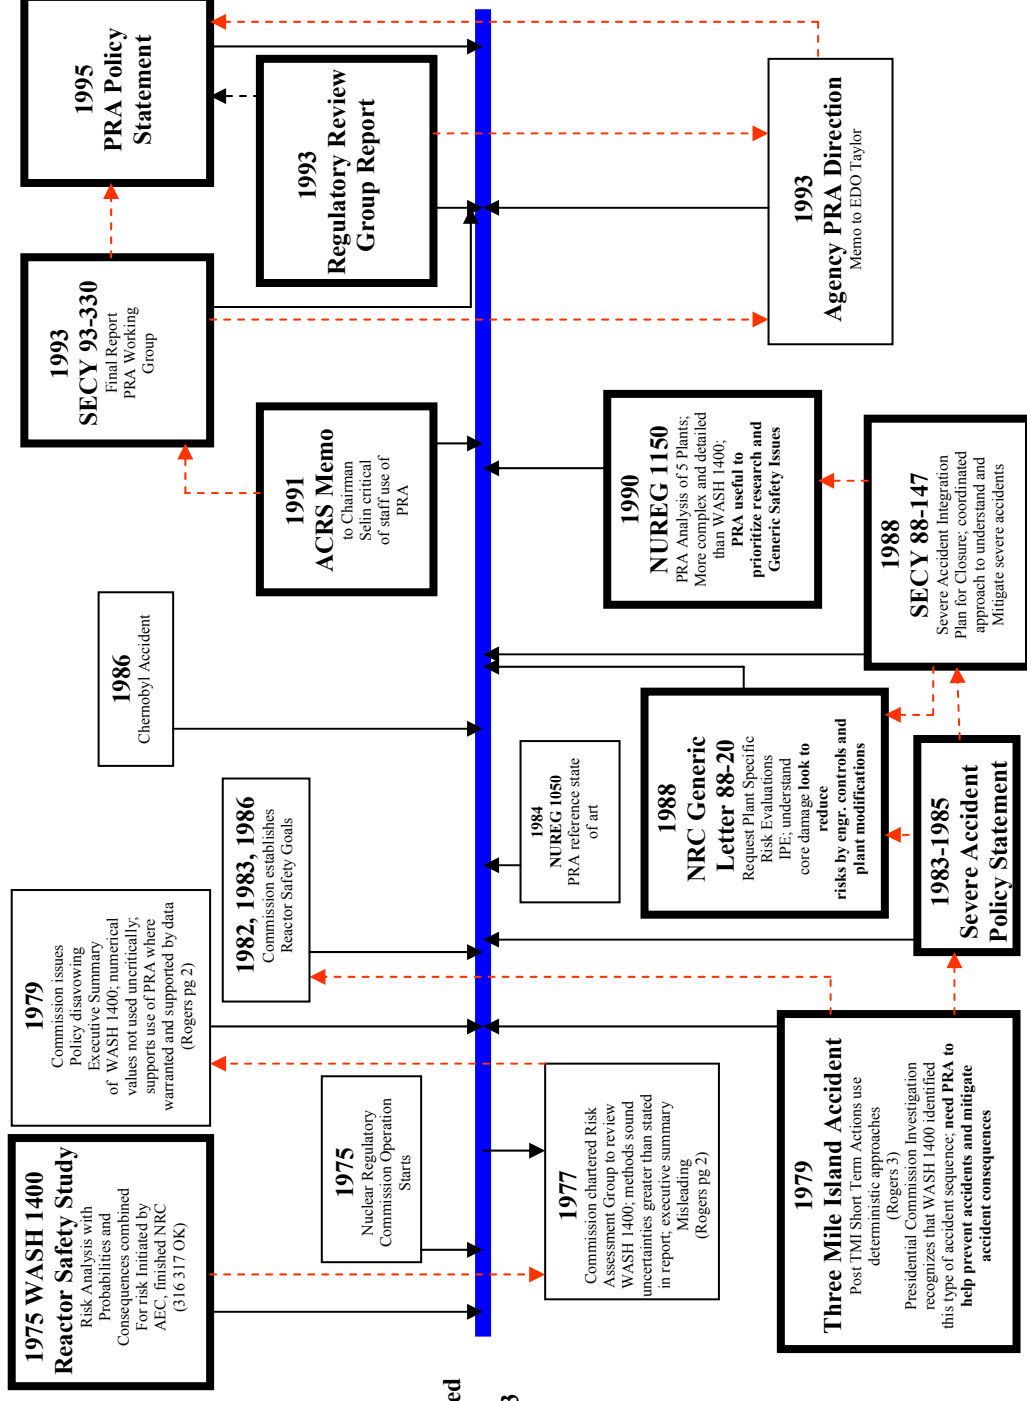 1975 WASH 1400
Reactor Safety Study
Risk Analysis with
Probabilities and
Consequences combined
For risk Initiated by
AEC, finished NRC
(316 317 OK)
1979
Commission issues
Policy disavowing
Executive Summary
of WASH 1400; numerical
values not used uncritically;
supports use of PRA where
warranted and supported by data
(Rogers pg 2)
1982, 1983, 1986
Commission establishes
Reactor Safety Goals
1986
Chernobyl Accident
1991
ACRS Memo
to Chairman
Selin critical
of staff use of
PRA
1993
SECY 93-330
Final Report
PRA Working
Group
1993
Regulatory Review
Group Report
1995
PRA Policy
Statement
1975
Nuclear Regulatory
Commission Operation
Starts
1977
Commission chartered Risk
Assessment Group to review
WASH 1400; methods sound
uncertainties greater than stated
in report; executive summary
Misleading
(Rogers pg 2)
1984
NUREG 1050
PRA reference state
of art
1979
Three Mile Island Accident
Post TMI Short Term Actions use
deterministic approaches
(Rogers 3)
Presidential Commission Investigation
recognizes that WASH 1400 identified
this type of accident sequence; need PRA to
help prevent accidents and mitigate
accident consequences
1983-1985
Severe Accident
Policy Statement
1988
NRC Generic
Letter 88-20
Request Plant Specific
Risk Evaluations
IPE; understand
core damage look to
reduce
risks by engr. controls and
plant modifications
1988
SECY 88-147
Severe Accident Integration
Plan for Closure; coordinated
approach to understand and
Mitigate severe accidents
1990
NUREG 1150
PRA Analysis of 5 Plants;
More complex and detailed
than WASH 1400;
PRA useful to
prioritize research and
Generic Safety Issues
1993
Agency PRA Direction
Memo to EDO Taylor
ed
3